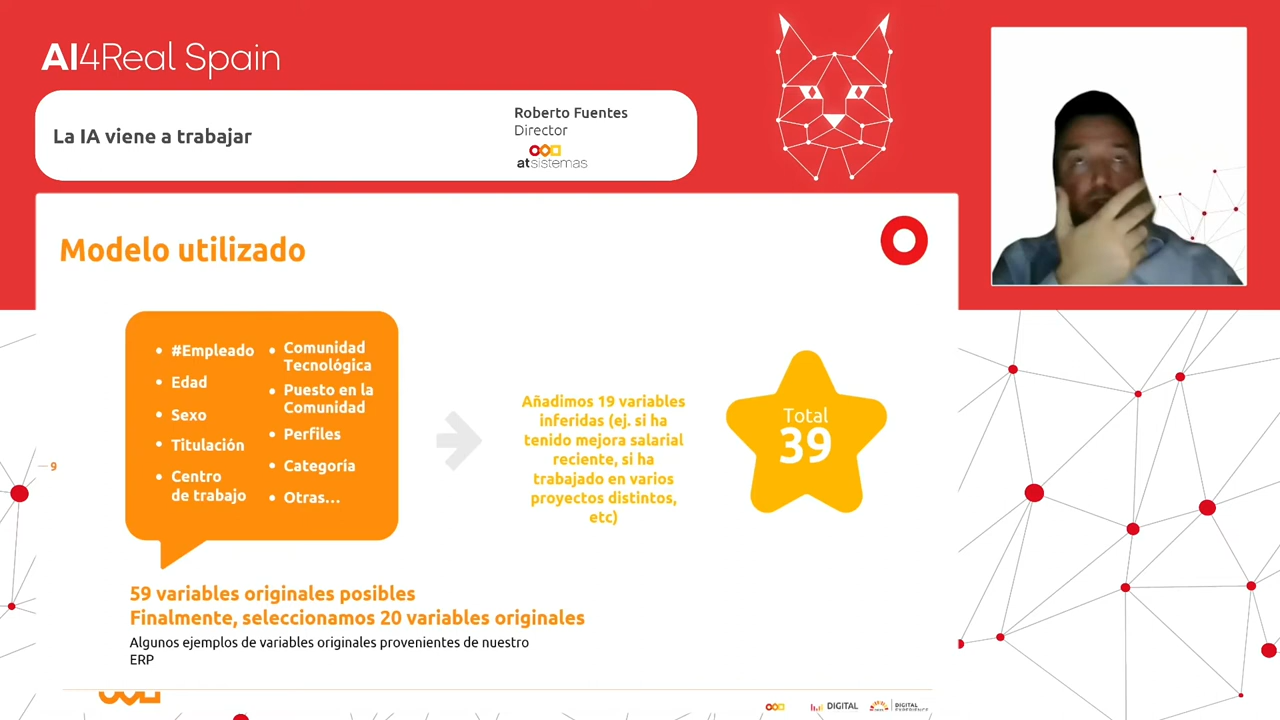 AI4Real Spain
La IA viene a trabajar
Roberto Fuentes
Director
atsistemas
Modelo utilizado
• #Empleado
• Edad
• Sexo
• Titulación
• Centro
de trabajo
• Comunidad
Tecnológica
• Puesto en la
Comunidad
• Perfiles
• Categoría
• Otras...
Añadimos 19 variables
inferidas (ej. si ha
tenido mejora salarial
reciente, si ha
trabajado en varios
proyectos distintos,
etc)
Total
39
9
59 variables originales posibles
Finalmente, seleccionamos 20 variables originales
Algunos ejemplos de variables originales provenientes de nuestro
ERP
DIGITAL
DIGITAL
EXPERIENCE